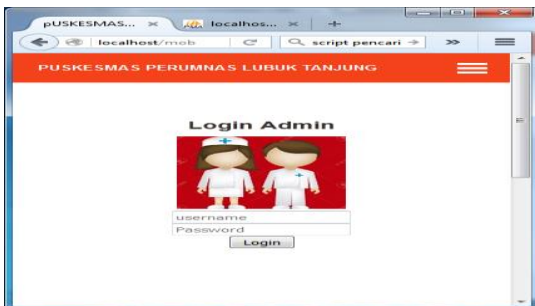 pUSKESMAS...
localhos...
localhost/mob
script pencari
PUSKESMAS PERUMNAS LUBUK TANJUNG
Login Admin
username
Password
Login